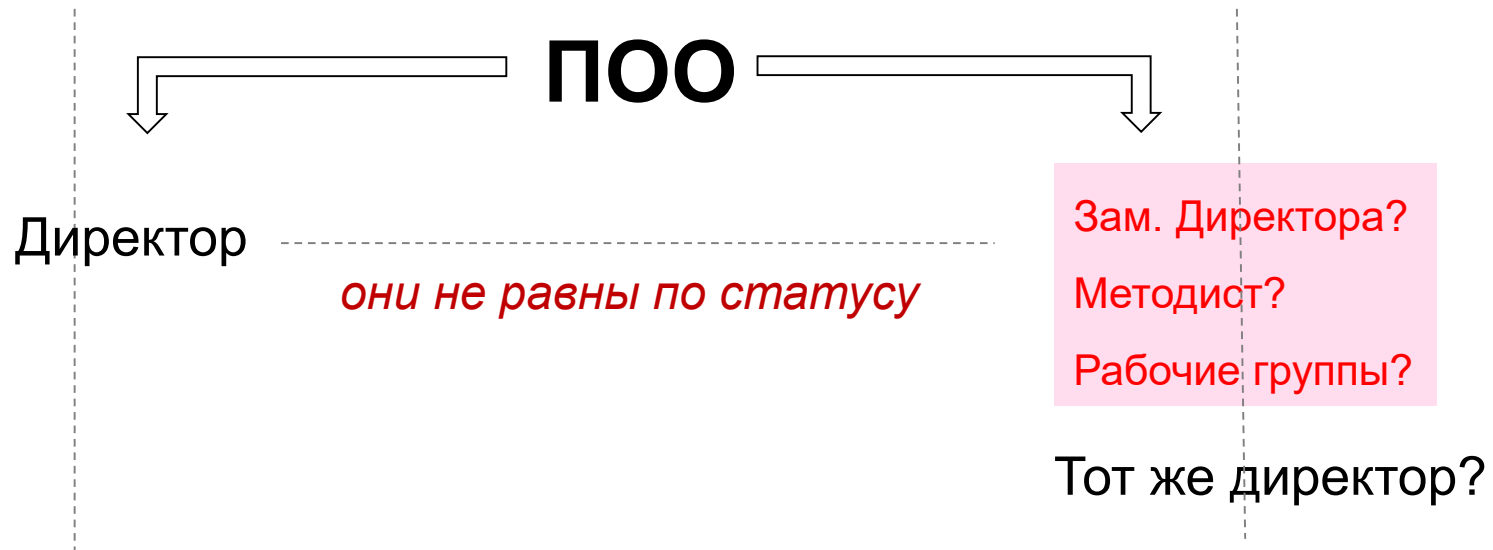 ПОО
Директор
они не равны по статусу
Зам. Директора?
Методист?
Рабочие группы?
Тот же директор?